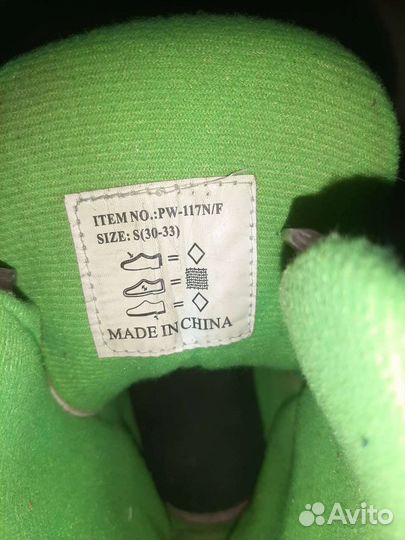 ITEM NO.:PW-117N/F
SIZE: S(30-33)
=
=
=
MADE IN CHINA
Avito